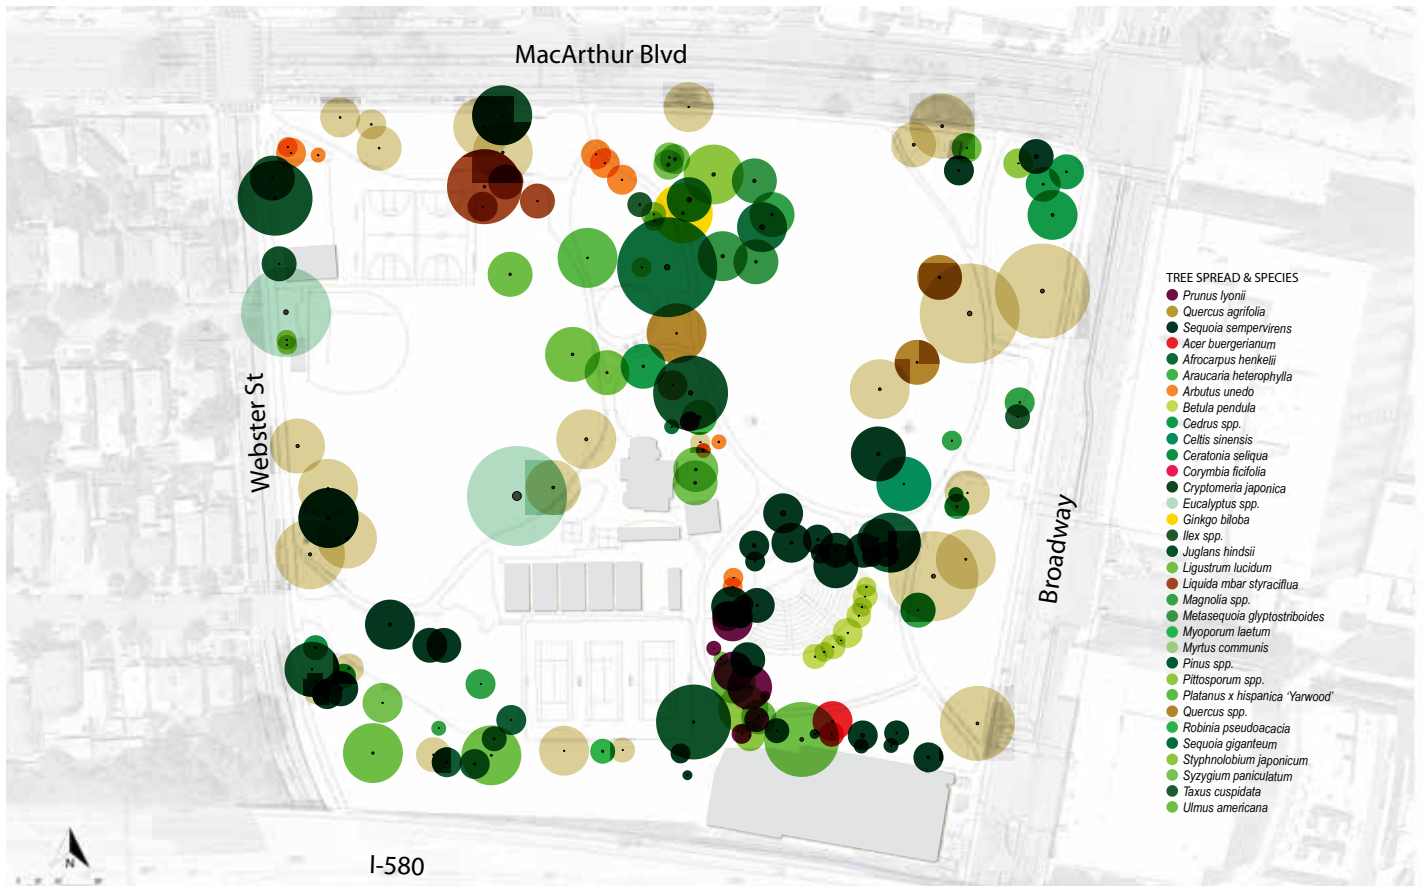 MacArthur Blvd
Webster St
Broadway
TREE SPREAD & SPECIES
Prunus lyonii
Quercus agrifolia
Sequoia sempervirens
Acer buergerianum
Afrocarpus henkelii
Araucaria heterophylla
Arbutus unedo
Betula pendula
Cedrus spp.
Celtis sinensis
Ceratonia seliqua
Corymbia ficifolia
Cryptomeria japonica
Eucalyptus spp.
Ginkgo biloba
Ilex spp.
Juglans hindsii
Ligustrum lucidum
Liquida mbar styraciflua
Magnolia spp.
Metasequoia glyptostriboides
Myoporum laetum
Myrtus communis
Pinus spp.
Pittosporum spp.
Platanus x hispanica 'Yarwood'
Quercus spp.
Robinia pseudoacacia
Sequoia giganteum
Styphnolobium japonicum
Syzygium paniculatum
Taxus cuspidata
Ulmus americana
N
I-580